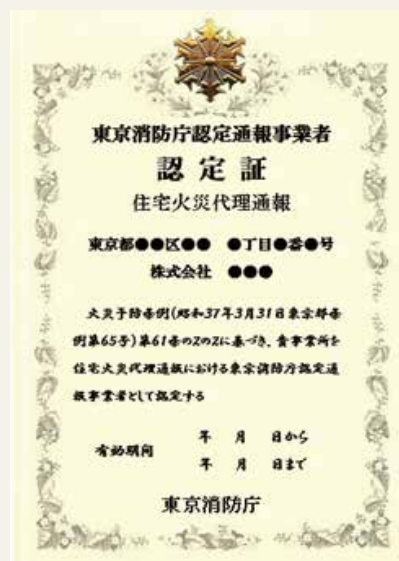 東京消防庁認定通報事業者
認定証
住宅火災代理通報
東京都●●区●● ●丁目●番●号
株式会社 ●●●
火災予防条例(昭和37年3月31日東京都条
例第65号)第61条の2の2に基づき、貴事業所を
住宅火災代理通報における東京消防庁認定通
報事業者として認定する
有効期間
年 月 日から
年 月 日まで
東京消防庁